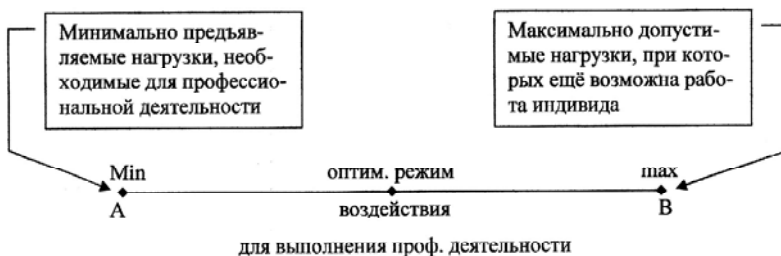 Минимально предъяв-
ляемые нагрузки, необ-
ходимые для профессио-
нальной деятельности
Максимально допусти-
мые нагрузки, при кото-
рых ещё возможна рабо-
та индивида
Min оптим. режим max
A воздействия B
для выполнения проф. деятельности